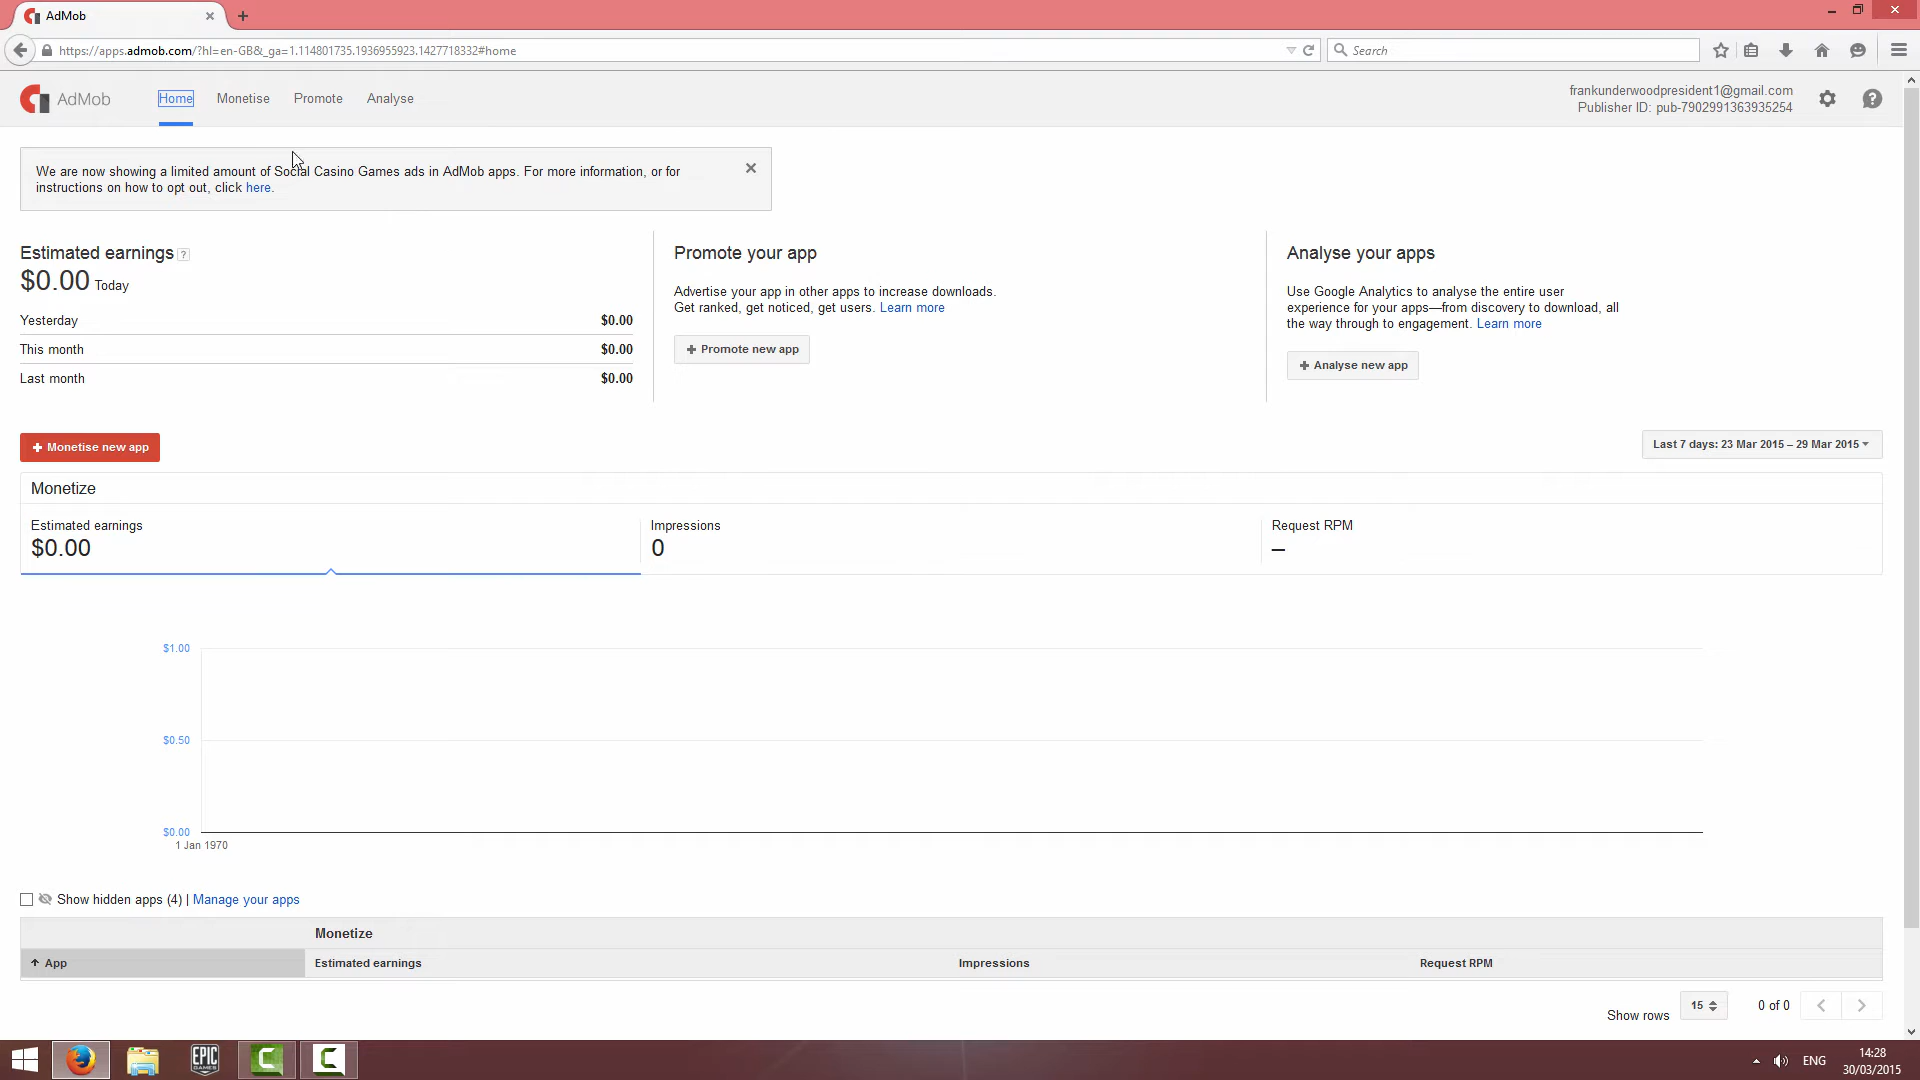 AdMob
https://apps.admob.com/?hl=en-GB&_ga=1.114801735.1936955923.1427718332#home
Search
AdMob
Home
Monetise
Promote
Analyse
frankunderwoodpresident1@gmail.com
Publisher ID: pub-7902991363935254
We are now showing a limited amount of Social Casino Games ads in AdMob apps. For more information, or for
instructions on how to opt out, click here.
Estimated earnings ?
$0.00 Today
Yesterday $0.00
This month $0.00
Last month $0.00
Promote your app
Advertise your app in other apps to increase downloads.
Get ranked, get noticed, get users. Learn more
+ Promote new app
Analyse your apps
Use Google Analytics to analyse the entire user
experience for your apps—from discovery to download, all
the way through to engagement. Learn more
+ Analyse new app
+ Monetise new app
Last 7 days: 23 Mar 2015 – 29 Mar 2015
Monetize
Estimated earnings
$0.00
Impressions
0
Request RPM
–
$1.00
$0.50
$0.00
1 Jan 1970
Show hidden apps (4) | Manage your apps
Monetize
App
Estimated earnings
Impressions
Request RPM
Show rows
15
0 of 0
EPIC
GAMES
ENG
14:28
30/03/2015